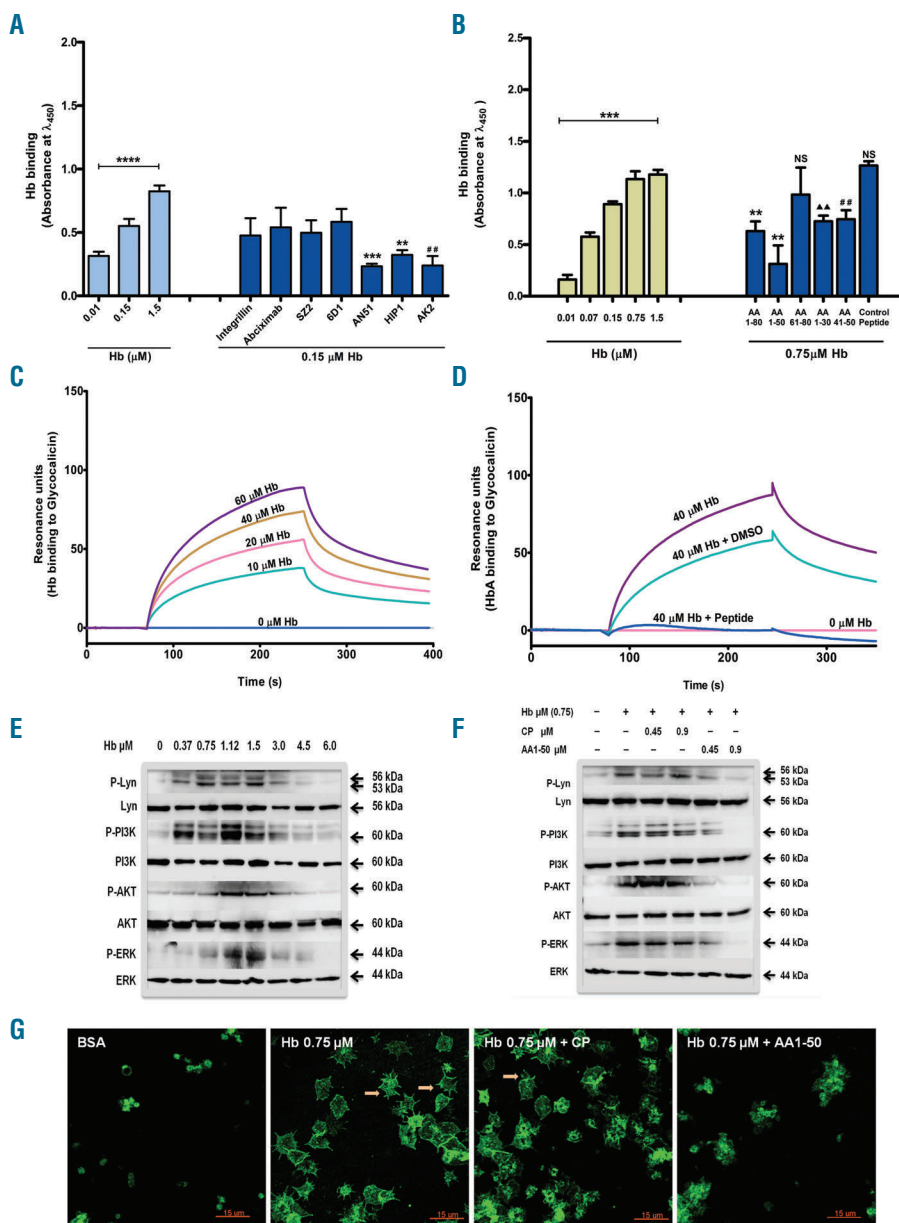 A
Hb binding
(Absorbance at λ450)
2.0
1.5
1.0
0.5
0.0
****
***
**
##
0.01
0.15
1.5
Integrillin
Abciximab
SZ2
6D1
AN51
HIP1
AK2
Hb (µM)
0.15 µM Hb
B
Hb binding
(Absorbance at λ450 )
2.5
2.0
1.5
1.0
0.5
0.0
***
**
**
NS
▲▲
##
NS
0.01
0.07
0.15
0.75
1.5
AA 1-80
AA 1-50
AA 61-80
AA 1-30
AA 41-50
Control Peptide
Hb (µM)
0.75µM Hb
C
Resonance units
(Hb binding to Glycocalicin)
150
100
50
0
60 µM Hb
40 µM Hb
20 µM Hb
10 µM Hb
0 µM Hb
0 100 200 300 400
Time (s)
D
Resonance units
(HbA binding to Glycocalicin)
150
100
50
0
40 µM Hb
40 µM Hb + DMSO
40 µM Hb + Peptide
0 µM Hb
0 100 200 300
Time (s)
E
Hb µM 0 0.37 0.75 1.12 1.5 3.0 4.5 6.0
P-Lyn 56 kDa
53 kDa
Lyn 56 kDa
P-PI3K 60 kDa
PI3K 60 kDa
P-AKT 60 kDa
AKT 60 kDa
P-ERK 44 kDa
ERK 44 kDa
F
Hb µM (0.75) – + + + + +
CP µM – – 0.45 0.9 – –
AA1-50 µM – – – – 0.45 0.9
P-Lyn 56 kDa
53 kDa
Lyn 56 kDa
P-PI3K 60 kDa
PI3K 60 kDa
P-AKT 60 kDa
AKT 60 kDa
P-ERK 44 kDa
ERK 44 kDa
G
BSA
15 um
Hb 0.75 µM
15 um
Hb 0.75 µM + CP
15 um
Hb 0.75 µM + AA1-50
15 um